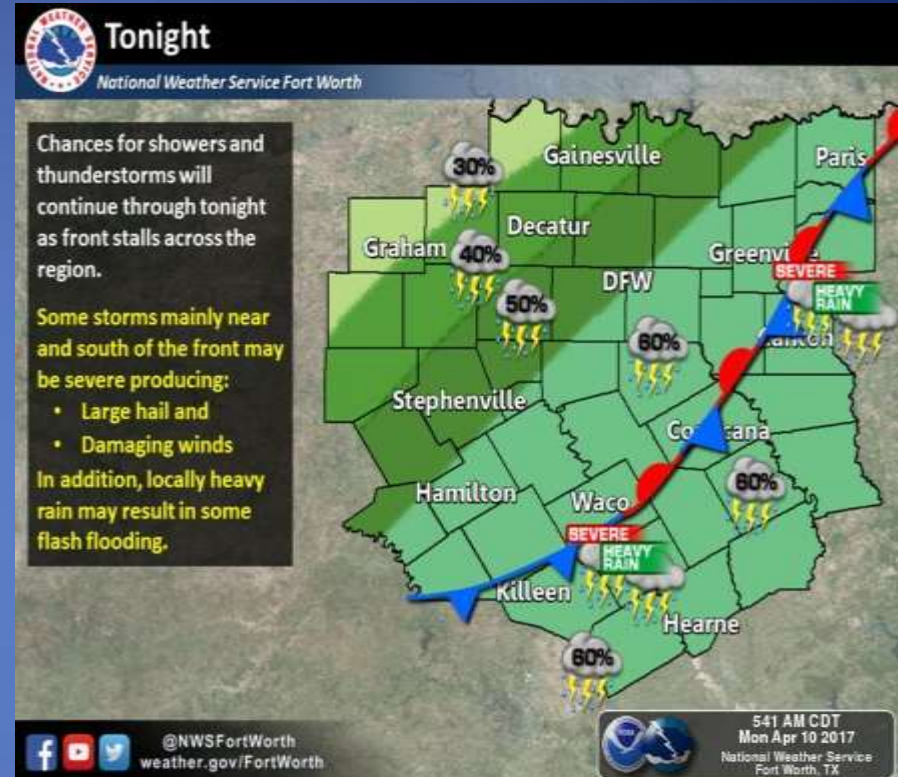 NATIONAL WEATHER SERVICE
Tonight
National Weather Service Fort Worth
Chances for showers and
thunderstorms will
continue through tonight
as front stalls across the
region.
Some storms mainly near
and south of the front may
be severe producing:
• Large hail and
• Damaging winds
In addition, locally heavy
rain may result in some
flash flooding.
30%
Gainesville
Paris
Graham
40%
Decatur
Greenville
50%
DFW
SEVERE
HEAVY
RAIN
60%
Stephenville
Hamilton
Waco
60%
SEVERE
HEAVY
RAIN
Killeen
Hearne
60%
@NWSFortWorth
weather.gov/FortWorth
NOAA
541 AM CDT
Mon Apr 10 2017
National Weather Service
Fort Worth, TX